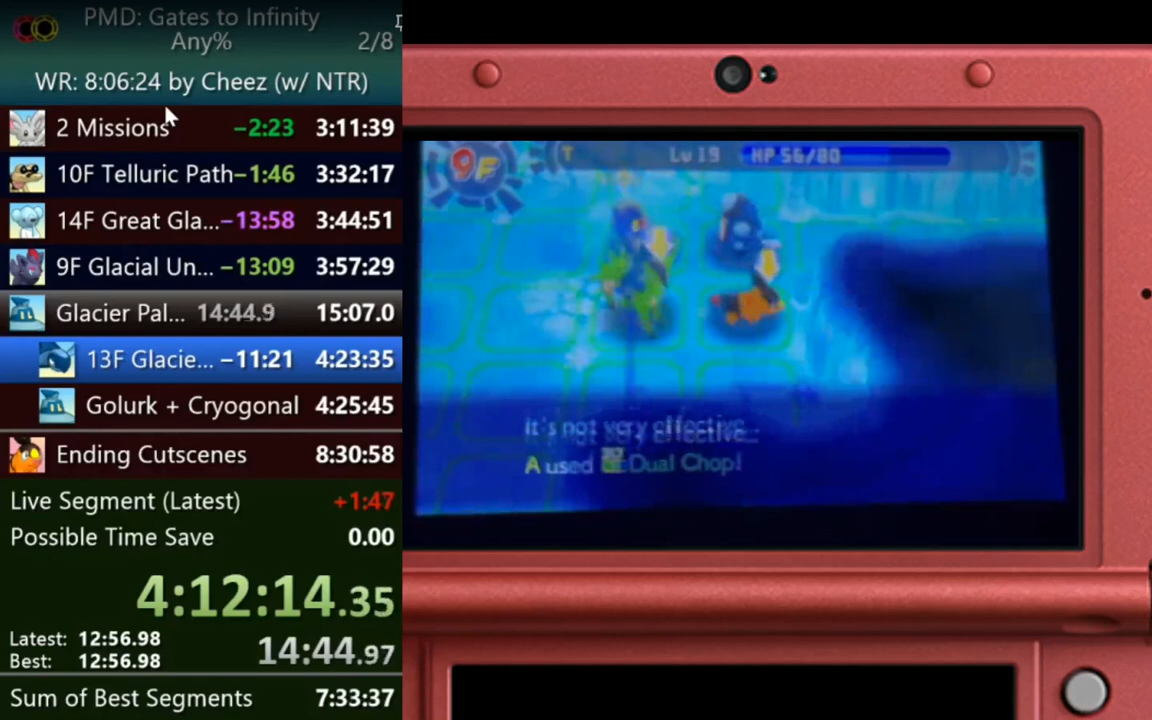 PMD: Gates to Infinity
Any% 2/8
WR: 8:06:24 by Cheez (w/ NTR)
2 Missions −2:23 3:11:39
10F Telluric Path −1:46 3:32:17
14F Great Gla... −13:58 3:44:51
9F Glacial Un... −13:09 3:57:29
Glacier Pal... 14:44.9 15:07.0
13F Glacie... −11:21 4:23:35
Golurk + Cryogonal 4:25:45
Ending Cutscenes 8:30:58
Live Segment (Latest) +1:47
Possible Time Save 0.00
4:12:14.35
Latest: 12:56.98
Best: 12:56.98
14:44.97
Sum of Best Segments 7:33:37
9F T Lv 19 HP 56/80
It's not very effective...
A used Dual Chop!